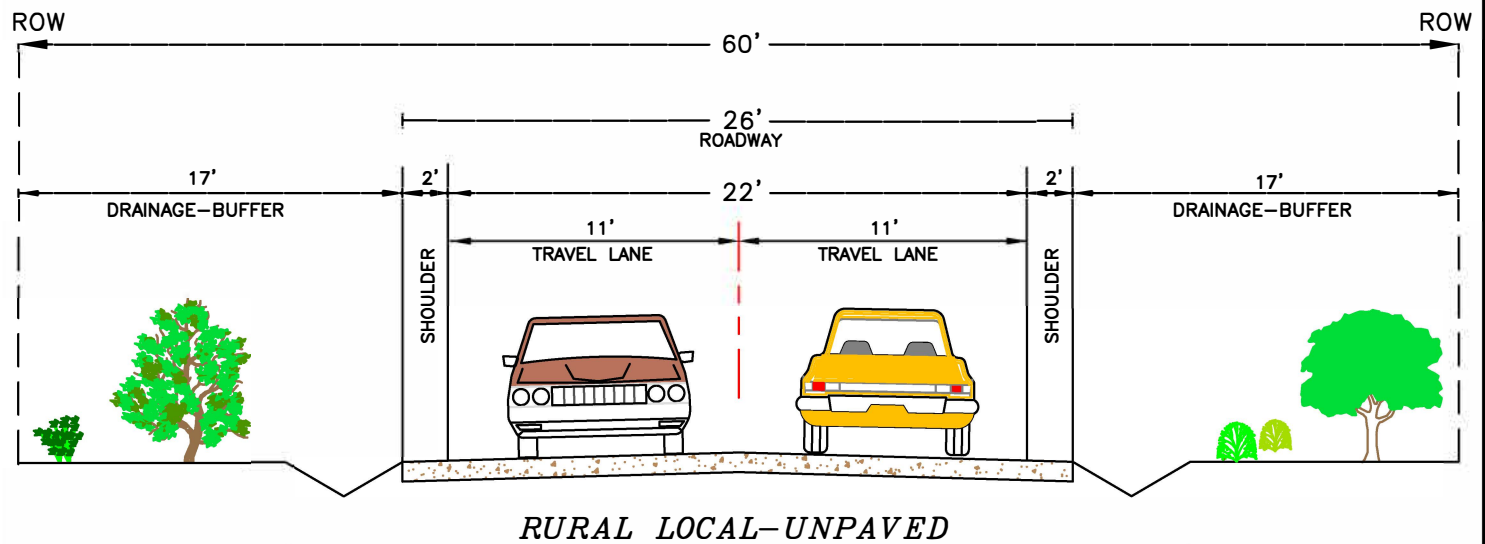 ROW
ROW
60'
26'
ROADWAY
17'
2'
22'
2'
17'
DRAINAGE-BUFFER
DRAINAGE-BUFFER
11'
11'
TRAVEL LANE
TRAVEL LANE
SHOULDER
SHOULDER
RURAL LOCAL-UNPAVED